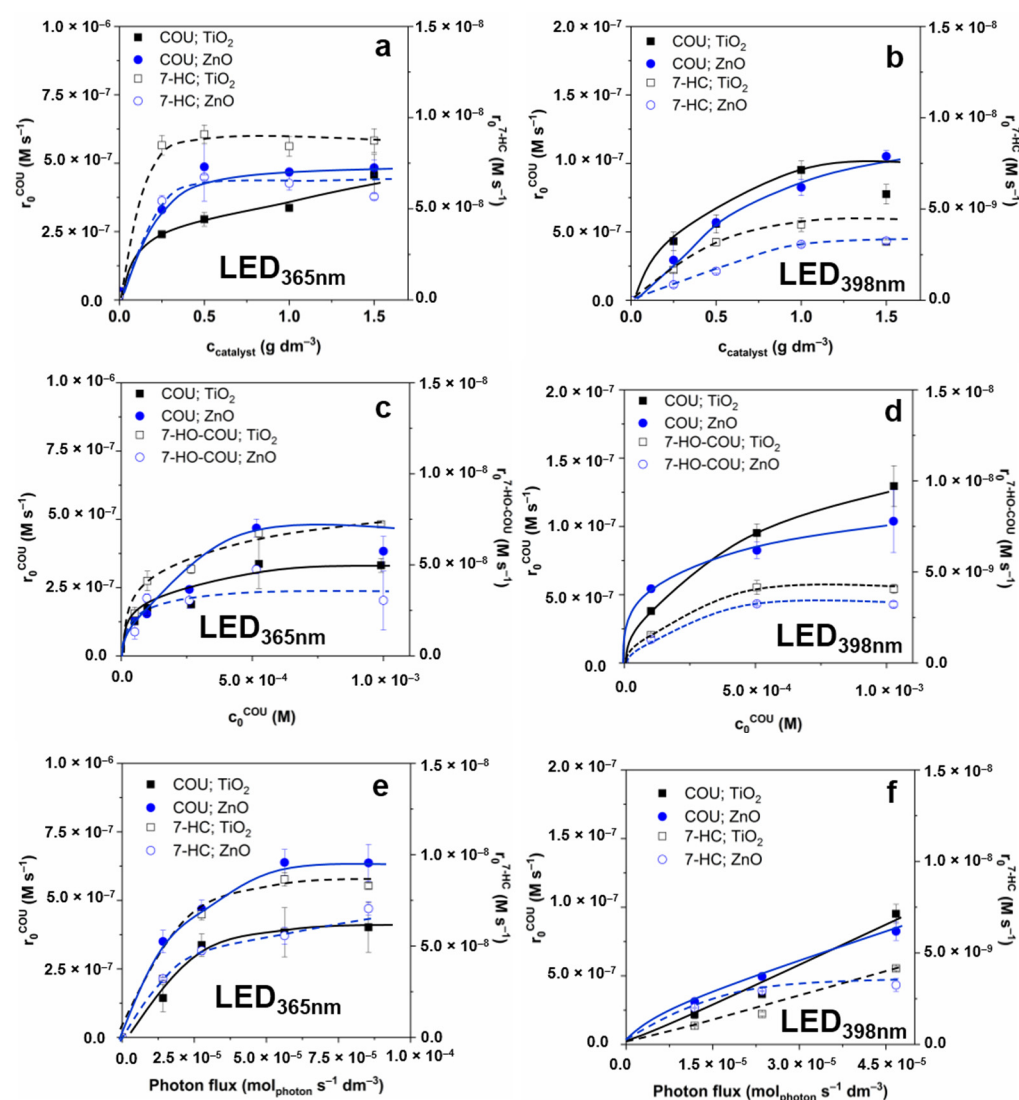 a
COU; TiO₂
COU; ZnO
7-HC; TiO₂
7-HC; ZnO
1.0 × 10⁻⁶
7.5 × 10⁻⁷
5.0 × 10⁻⁷
2.5 × 10⁻⁷
0.0
1.5 × 10⁻⁸
1.0 × 10⁻⁸
5.0 × 10⁻⁸
0.0
r₀ᶜᴼᵁ (M s⁻¹)
r₀⁷⁻ᴴᶜ (M s⁻¹)
LED₃₆₅ₙₘ
0.0 0.5 1.0 1.5
c_catalyst (g dm⁻³)
b
COU; TiO₂
COU; ZnO
7-HC; TiO₂
7-HC; ZnO
2.0 × 10⁻⁷
1.5 × 10⁻⁷
1.0 × 10⁻⁷
5.0 × 10⁻⁷
0.0
1.5 × 10⁻⁸
1.0 × 10⁻⁸
5.0 × 10⁻⁹
0.0
r₀ᶜᴼᵁ (M s⁻¹)
r₀⁷⁻ᴴᶜ (M s⁻¹)
LED₃₉₈ₙₘ
0.0 0.5 1.0 1.5
c_catalyst (g dm⁻³)
c
COU; TiO₂
COU; ZnO
7-HO-COU; TiO₂
7-HO-COU; ZnO
1.0 × 10⁻⁶
7.5 × 10⁻⁷
5.0 × 10⁻⁷
2.5 × 10⁻⁷
0.0
1.5 × 10⁻⁸
1.0 × 10⁻⁸
5.0 × 10⁻⁸
0.0
r₀ᶜᴼᵁ (M s⁻¹)
r₀⁷⁻ᴴᴼ⁻ᶜᴼᵁ (M s⁻¹)
LED₃₆₅ₙₘ
0.0 5.0 × 10⁻⁴ 1.0 × 10⁻³
c₀ᶜᴼᵁ (M)
d
COU; TiO₂
COU; ZnO
7-HO-COU; TiO₂
7-HO-COU; ZnO
2.0 × 10⁻⁷
1.5 × 10⁻⁷
1.0 × 10⁻⁷
5.0 × 10⁻⁷
0.0
1.5 × 10⁻⁸
1.0 × 10⁻⁸
5.0 × 10⁻⁹
0.0
r₀ᶜᴼᵁ (M s⁻¹)
r₀⁷⁻ᴴᴼ⁻ᶜᴼᵁ (M s⁻¹)
LED₃₉₈ₙₘ
0.0 5.0 × 10⁻⁴ 1.0 × 10⁻³
c₀ᶜᴼᵁ (M)
e
COU; TiO₂
COU; ZnO
7-HC; TiO₂
7-HC; ZnO
1.0 × 10⁻⁶
7.5 × 10⁻⁷
5.0 × 10⁻⁷
2.5 × 10⁻⁷
0.0
1.5 × 10⁻⁸
1.0 × 10⁻⁸
5.0 × 10⁻⁸
0.0
r₀ᶜᴼᵁ (M s⁻¹)
r₀⁷⁻ᴴᶜ (M s⁻¹)
LED₃₆₅ₙₘ
0.0 2.5 × 10⁻⁵ 5.0 × 10⁻⁵ 7.5 × 10⁻⁵ 1.0 × 10⁻⁴
Photon flux (mol_photon s⁻¹ dm⁻³)
f
COU; TiO₂
COU; ZnO
7-HC; TiO₂
7-HC; ZnO
2.0 × 10⁻⁷
1.5 × 10⁻⁷
1.0 × 10⁻⁷
5.0 × 10⁻⁷
0.0
1.5 × 10⁻⁸
1.0 × 10⁻⁸
5.0 × 10⁻⁹
0.0
r₀ᶜᴼᵁ (M s⁻¹)
r₀⁷⁻ᴴᶜ (M s⁻¹)
LED₃₉₈ₙₘ
0.0 1.5 × 10⁻⁵ 3.0 × 10⁻⁵ 4.5 × 10⁻⁵
Photon flux (mol_photon s⁻¹ dm⁻³)